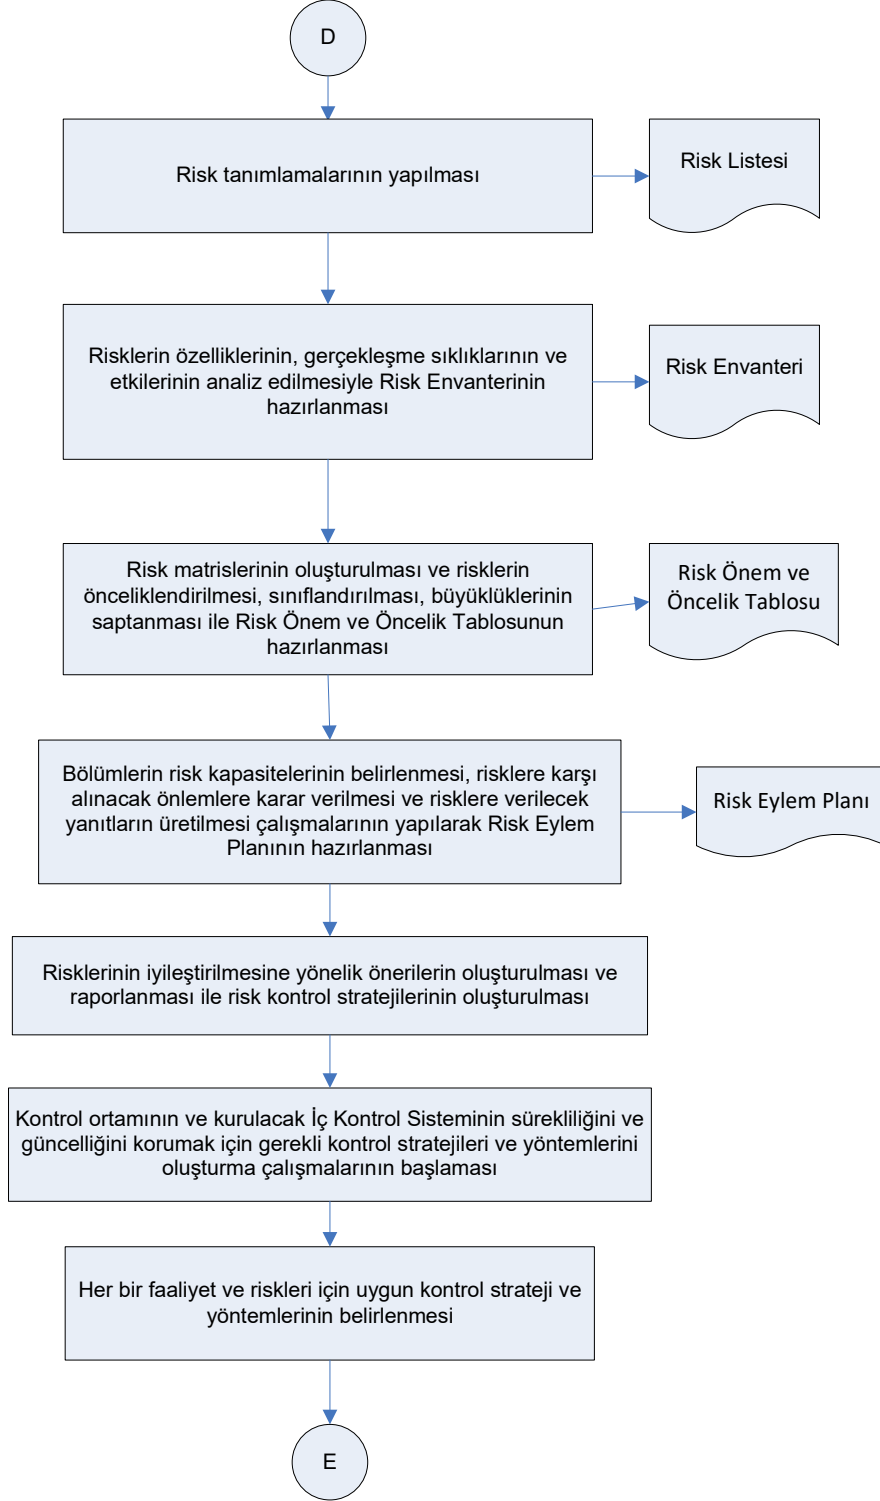 D
Risk tanımlamalarının yapılması
Risk Listesi
Risklerin özelliklerinin, gerçekleşme sıklıklarının ve
etkilerinin analiz edilmesiyle Risk Envanterinin
hazırlanması
Risk Envanteri
Risk matrislerinin oluşturulması ve risklerin
önceliklendirilmesi, sınıflandırılması, büyüklüklerinin
saptanması ile Risk Önem ve Öncelik Tablosunun
hazırlanması
Risk Önem ve
Öncelik Tablosu
Bölümlerin risk kapasitelerinin belirlenmesi, risklere karşı
alınacak önlemlere karar verilmesi ve risklere verilecek
yanıtların üretilmesi çalışmalarının yapılarak Risk Eylem
Planının hazırlanması
Risk Eylem Planı
Risklerinin iyileştirilmesine yönelik önerilerin oluşturulması ve
raporlanması ile risk kontrol stratejilerinin oluşturulması
Kontrol ortamının ve kurulacak İç Kontrol Sisteminin sürekliliğini ve
güncelliğini korumak için gerekli kontrol stratejileri ve yöntemlerini
oluşturma çalışmalarının başlaması
Her bir faaliyet ve riskleri için uygun kontrol strateji ve
yöntemlerinin belirlenmesi
E